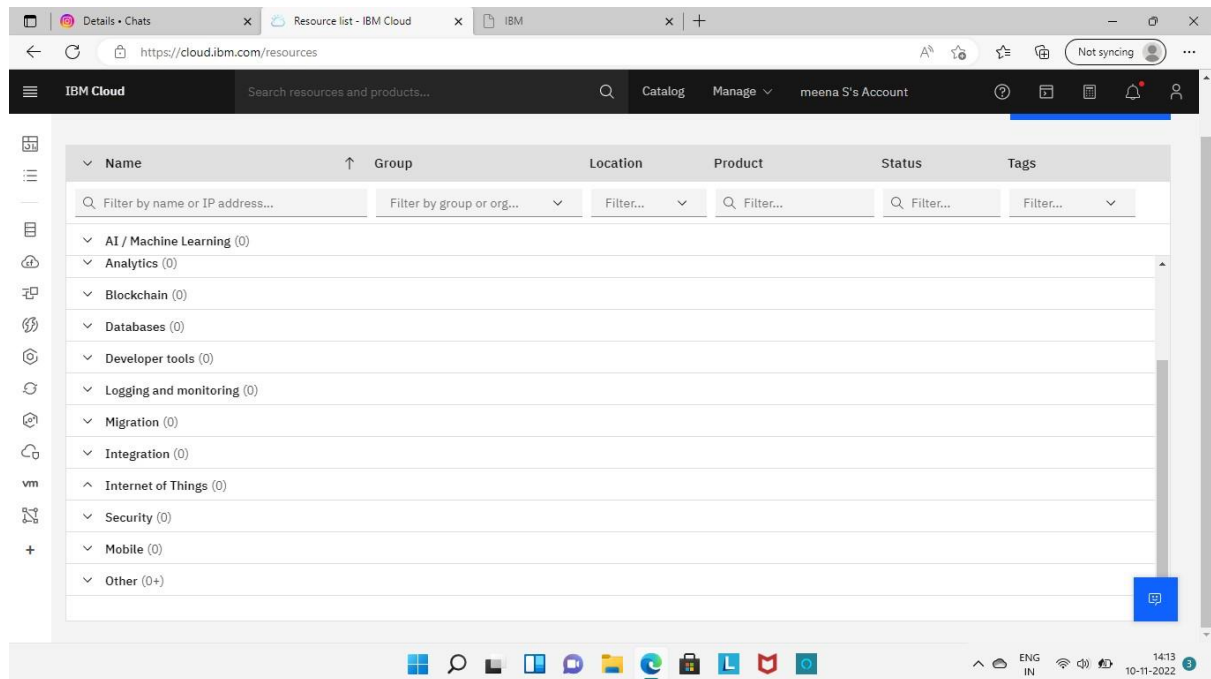 Details • Chats
Resource list - IBM Cloud
IBM
https://cloud.ibm.com/resources
Not syncing
IBM Cloud
Search resources and products...
Catalog
Manage
meena S's Account
Name
Group
Location
Product
Status
Tags
Filter by name or IP address...
Filter by group or org...
Filter...
Filter...
Filter...
Filter...
AI / Machine Learning (0)
Analytics (0)
Blockchain (0)
Databases (0)
Developer tools (0)
Logging and monitoring (0)
Migration (0)
Integration (0)
vm
Internet of Things (0)
Security (0)
Mobile (0)
Other (0+)
ENG
IN
14:13
10-11-2022
3